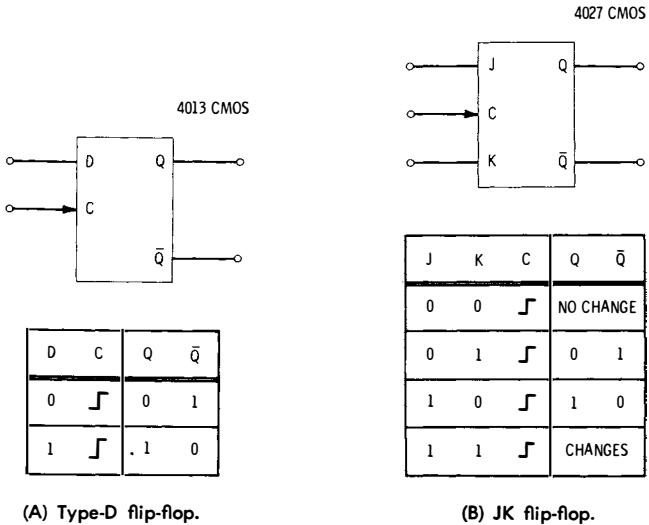 4013 CMOS
D Q
C
Q̅
D C Q Q̅
0 0 1
1 .1 0
(A) Type-D flip-flop.
4027 CMOS
J Q
C
K Q̅
J K C Q Q̅
0 0 NO CHANGE
0 1 0 1
1 0 1 0
1 1 CHANGES
(B) JK flip-flop.